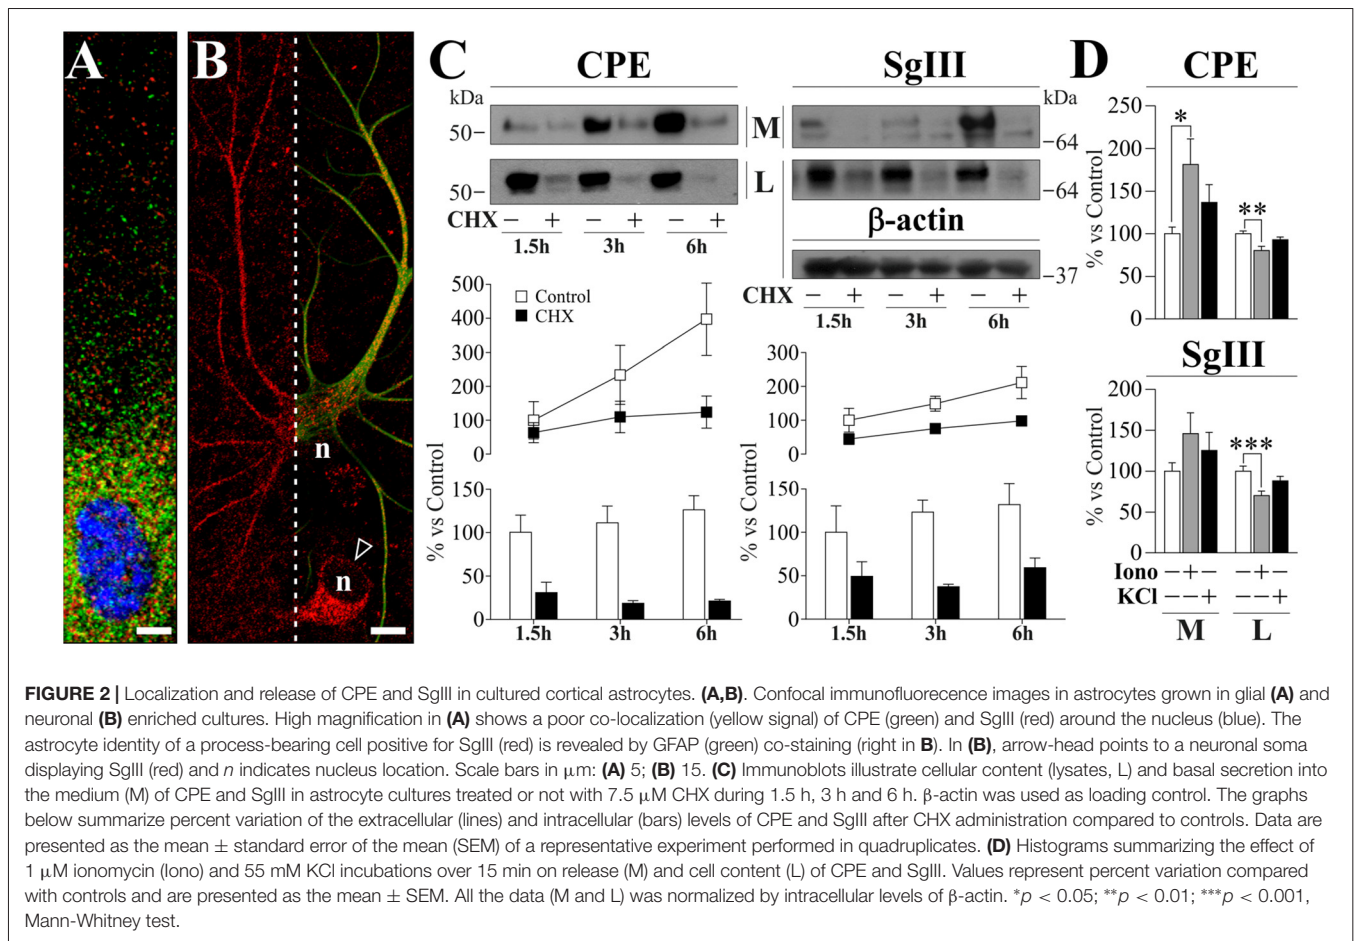 A
B
C
CPE
SgIII
D
CPE
kDa
50–
M
kDa
–64
50–
L
–64
CHX – + – + – +
1.5h 3h 6h
β-actin
–37
CHX – + – + – +
1.5h 3h 6h
500
400
300
200
100
0
Control
CHX
150
100
50
0
% vs Control
1.5h 3h 6h
300
200
100
0
150
100
50
0
% vs Control
1.5h 3h 6h
n
n
250
200
150
100
50
0
% vs Control
*
**
SgIII
200
150
100
50
0
% vs Control
***
Iono – + – – + –
KCl – – + – – +
M L
FIGURE 2 | Localization and release of CPE and SgIII in cultured cortical astrocytes. (A,B). Confocal immunofluorecence images in astrocytes grown in glial (A) and
neuronal (B) enriched cultures. High magnification in (A) shows a poor co-localization (yellow signal) of CPE (green) and SgIII (red) around the nucleus (blue). The
astrocyte identity of a process-bearing cell positive for SgIII (red) is revealed by GFAP (green) co-staining (right in B). In (B), arrow-head points to a neuronal soma
displaying SgIII (red) and n indicates nucleus location. Scale bars in μm: (A) 5; (B) 15. (C) Immunoblots illustrate cellular content (lysates, L) and basal secretion into
the medium (M) of CPE and SgIII in astrocyte cultures treated or not with 7.5 μM CHX during 1.5 h, 3 h and 6 h. β-actin was used as loading control. The graphs
below summarize percent variation of the extracellular (lines) and intracellular (bars) levels of CPE and SgIII after CHX administration compared to controls. Data are
presented as the mean ± standard error of the mean (SEM) of a representative experiment performed in quadruplicates. (D) Histograms summarizing the effect of
1 μM ionomycin (Iono) and 55 mM KCl incubations over 15 min on release (M) and cell content (L) of CPE and SgIII. Values represent percent variation compared
with controls and are presented as the mean ± SEM. All the data (M and L) was normalized by intracellular levels of β-actin. *p < 0.05; **p < 0.01; ***p < 0.001,
Mann-Whitney test.